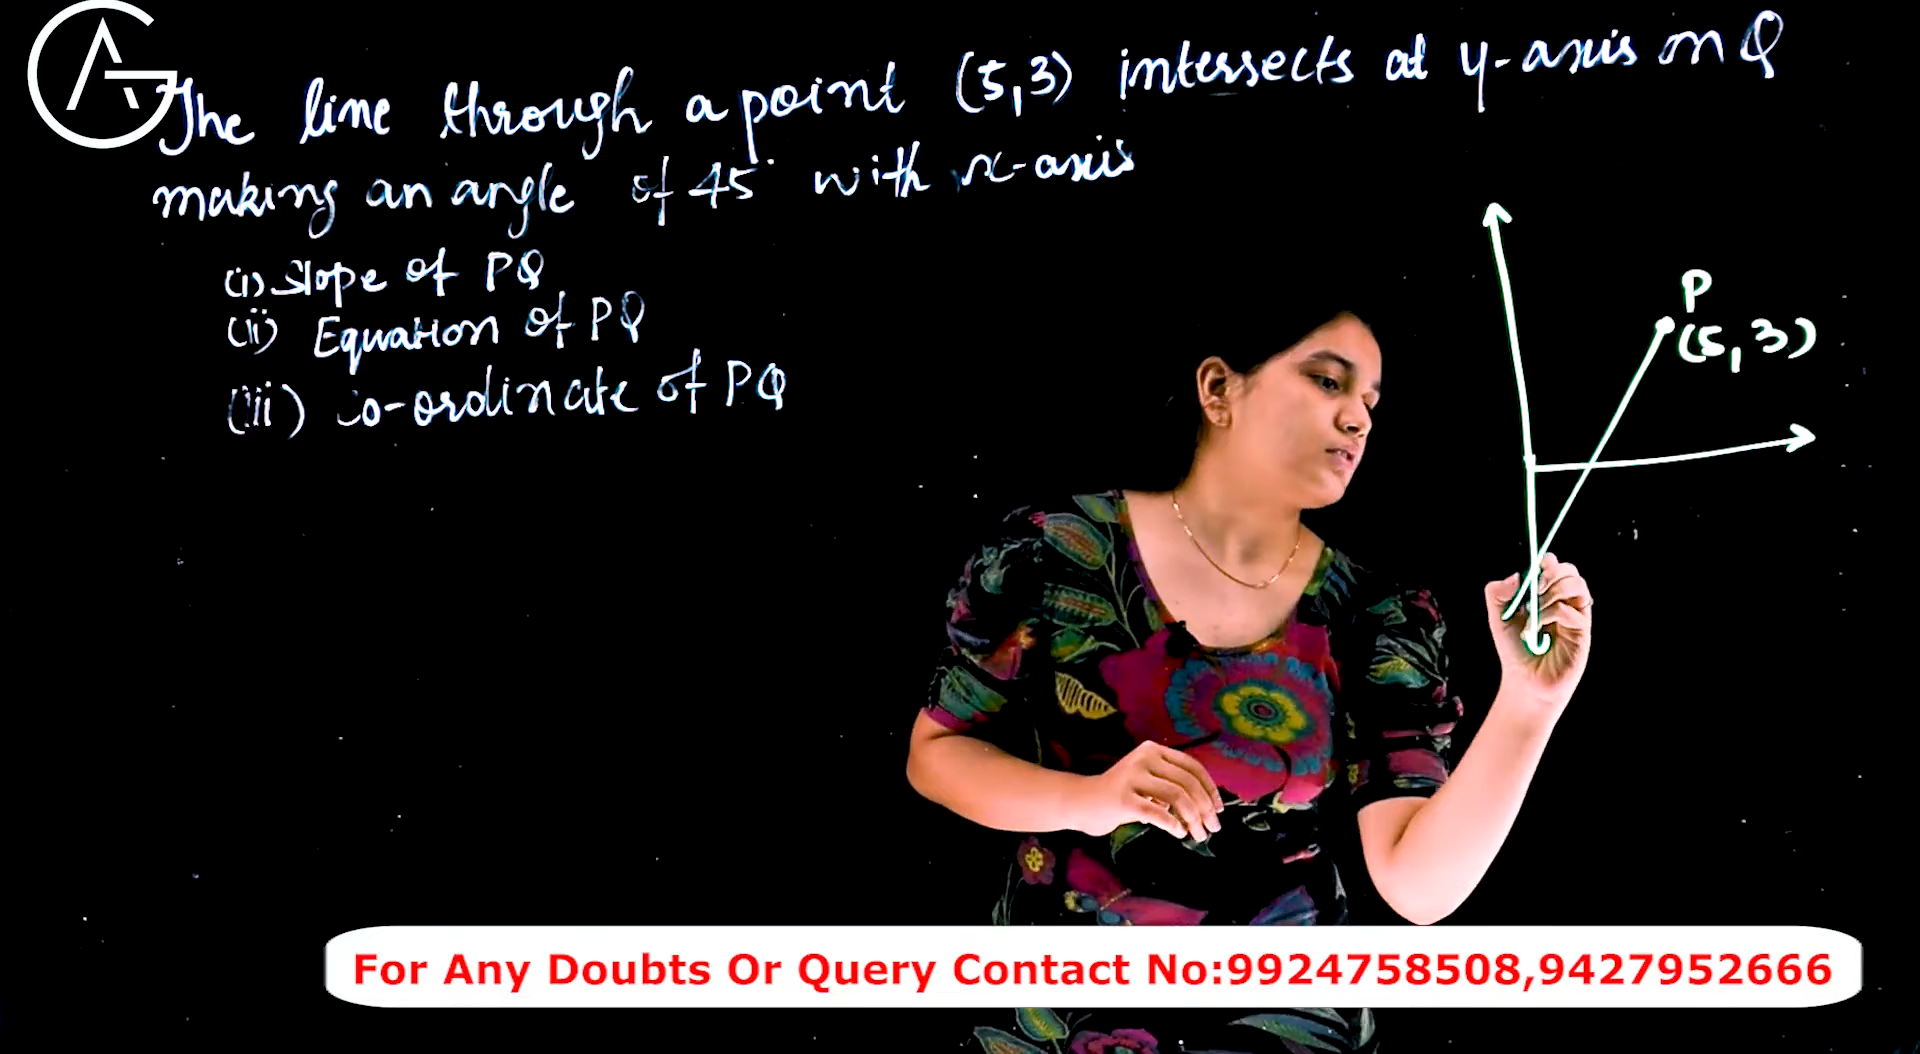 AG
The line through a point (5,3) intersects at y-axis on Q
making an angle of 45° with x-axis
(i) Slope of PQ
(ii) Equation of PQ
(iii) Co-ordinate of PQ
P
(5,3)
For Any Doubts Or Query Contact No:9924758508,9427952666